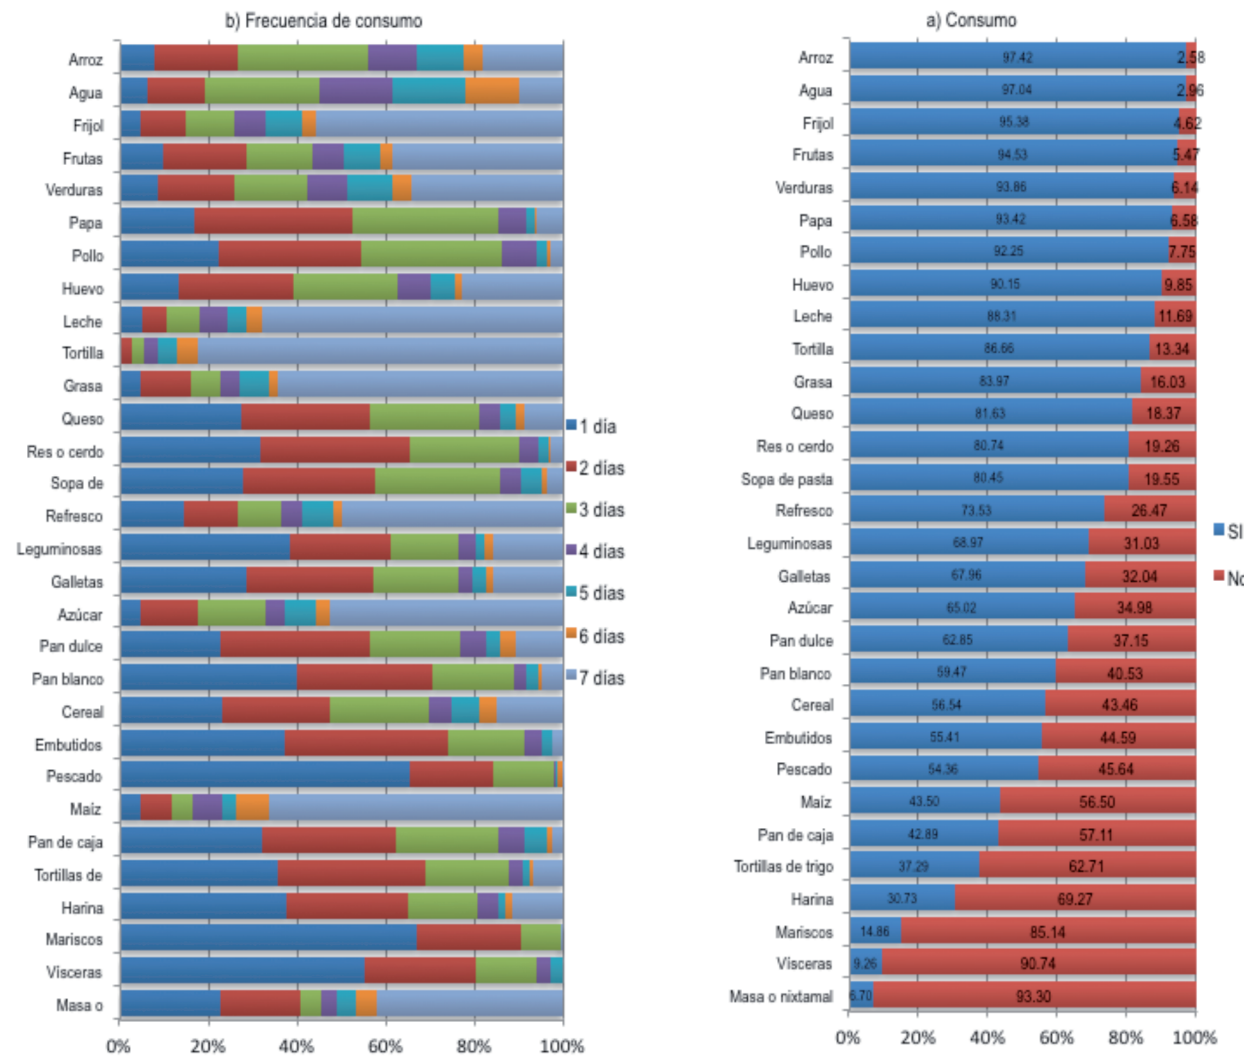 b) Frecuencia de consumo
Arroz
Agua
Frijol
Frutas
Verduras
Papa
Pollo
Huevo
Leche
Tortilla
Grasa
Queso
Res o cerdo
Sopa de
Refresco
Leguminosas
Galletas
Azúcar
Pan dulce
Pan blanco
Cereal
Embutidos
Pescado
Maíz
Pan de caja
Tortillas de
Harina
Mariscos
Vísceras
Masa o
0% 20% 40% 60% 80% 100%
1 día
2 días
3 días
4 días
5 días
6 días
7 días
a) Consumo
Arroz 97.42 2.58
Agua 97.04 2.96
Frijol 95.38 4.62
Frutas 94.53 5.47
Verduras 93.86 6.14
Papa 93.42 6.58
Pollo 92.25 7.75
Huevo 90.15 9.85
Leche 88.31 11.69
Tortilla 86.66 13.34
Grasa 83.97 16.03
Queso 81.63 18.37
Res o cerdo 80.74 19.26
Sopa de pasta 80.45 19.55
Refresco 73.53 26.47
Leguminosas 68.97 31.03
Galletas 67.96 32.04
Azúcar 65.02 34.98
Pan dulce 62.85 37.15
Pan blanco 59.47 40.53
Cereal 56.54 43.46
Embutidos 55.41 44.59
Pescado 54.36 45.64
Maíz 43.50 56.50
Pan de caja 42.89 57.11
Tortillas de trigo 37.29 62.71
Harina 30.73 69.27
Mariscos 14.86 85.14
Vísceras 9.26 90.74
Masa o nixtamal 6.70 93.30
0% 20% 40% 60% 80% 100%
SI
No